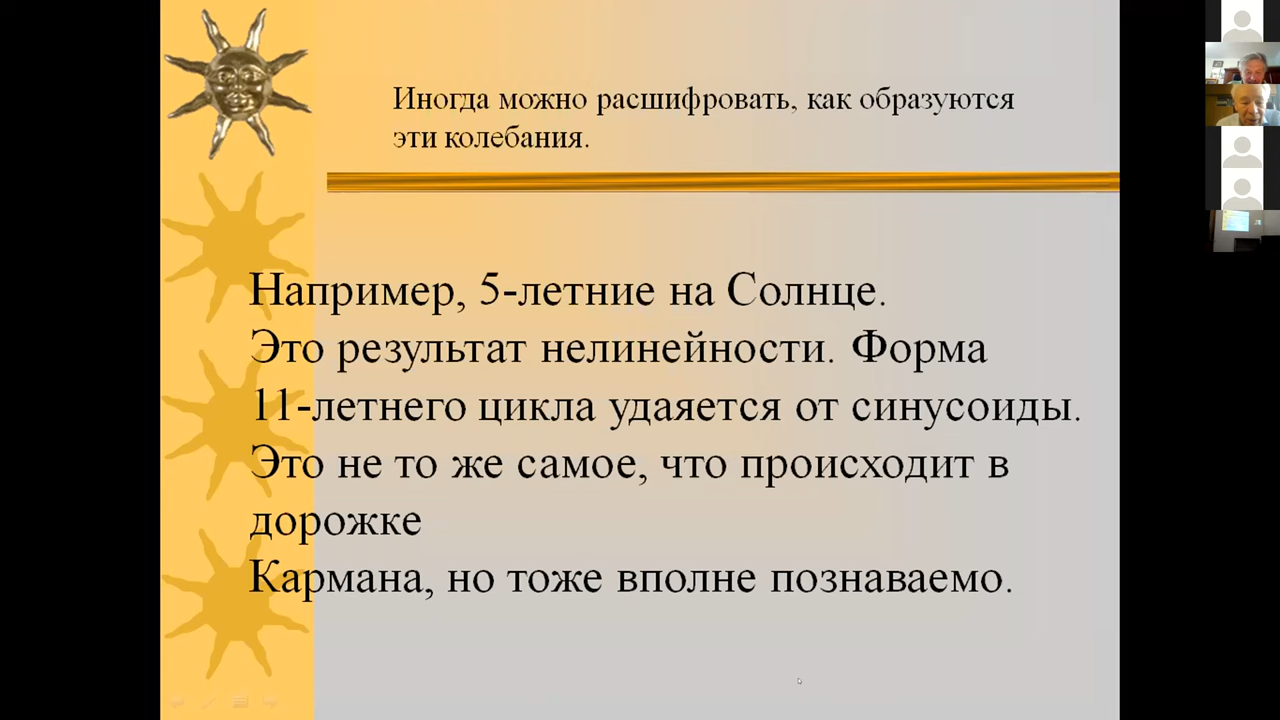 Иногда можно расшифровать, как образуются
эти колебания.
Например, 5-летние на Солнце.
Это результат нелинейности. Форма
11-летнего цикла удаяется от синусоиды.
Это не то же самое, что происходит в
дорожке
Кармана, но тоже вполне познаваемо.